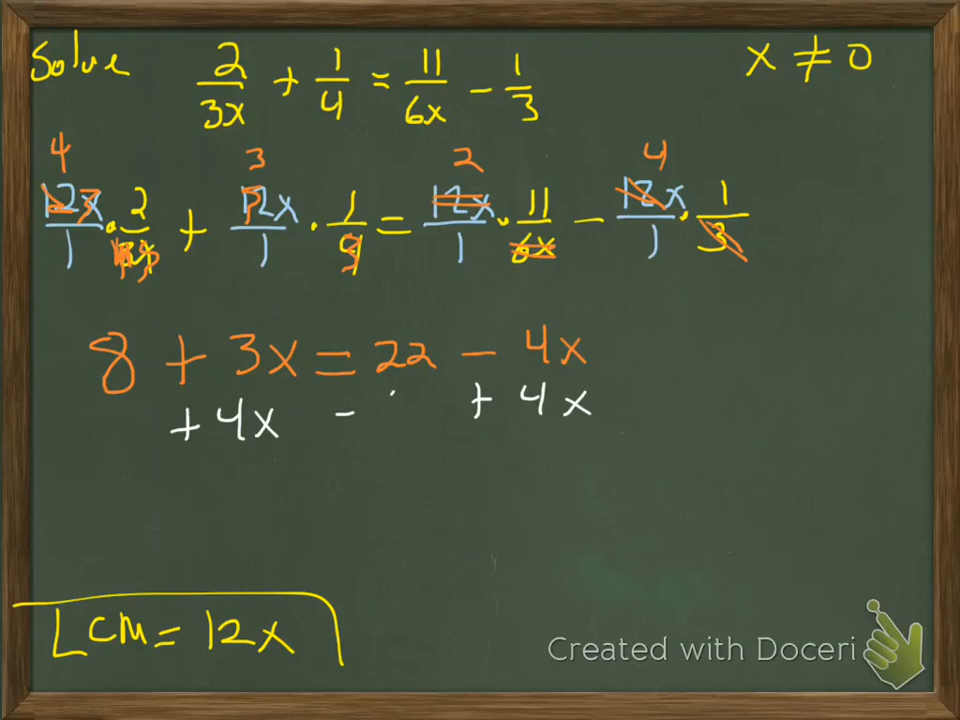 Solve 2/3x + 1/4 = 11/6x - 1/3 x ≠ 0
4 3 2 4
12x/1 · 2/3x + 12x/1 · 1/4 = 12x/1 · 11/6x - 12x/1 · 1/3
8 + 3x = 22 - 4x
+ 4x - + 4x
LCM = 12x
Created with Doceri